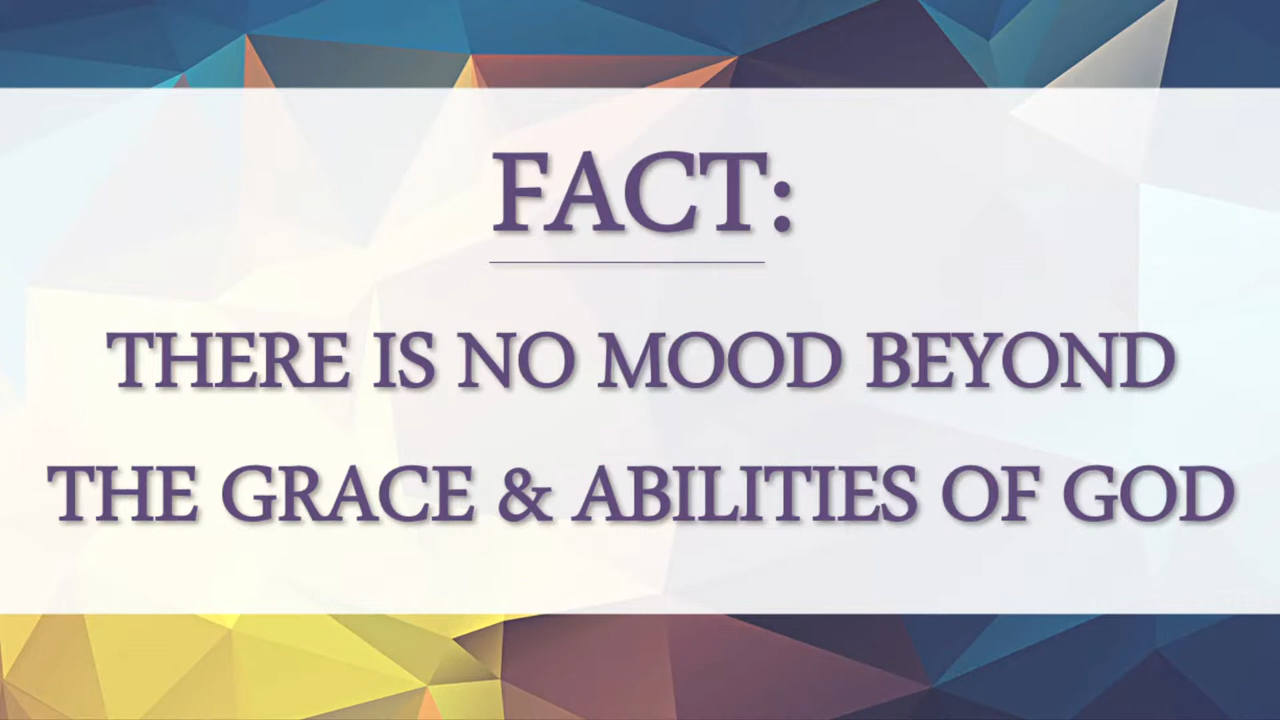 FACT:
THERE IS NO MOOD BEYOND
THE GRACE & ABILITIES OF GOD